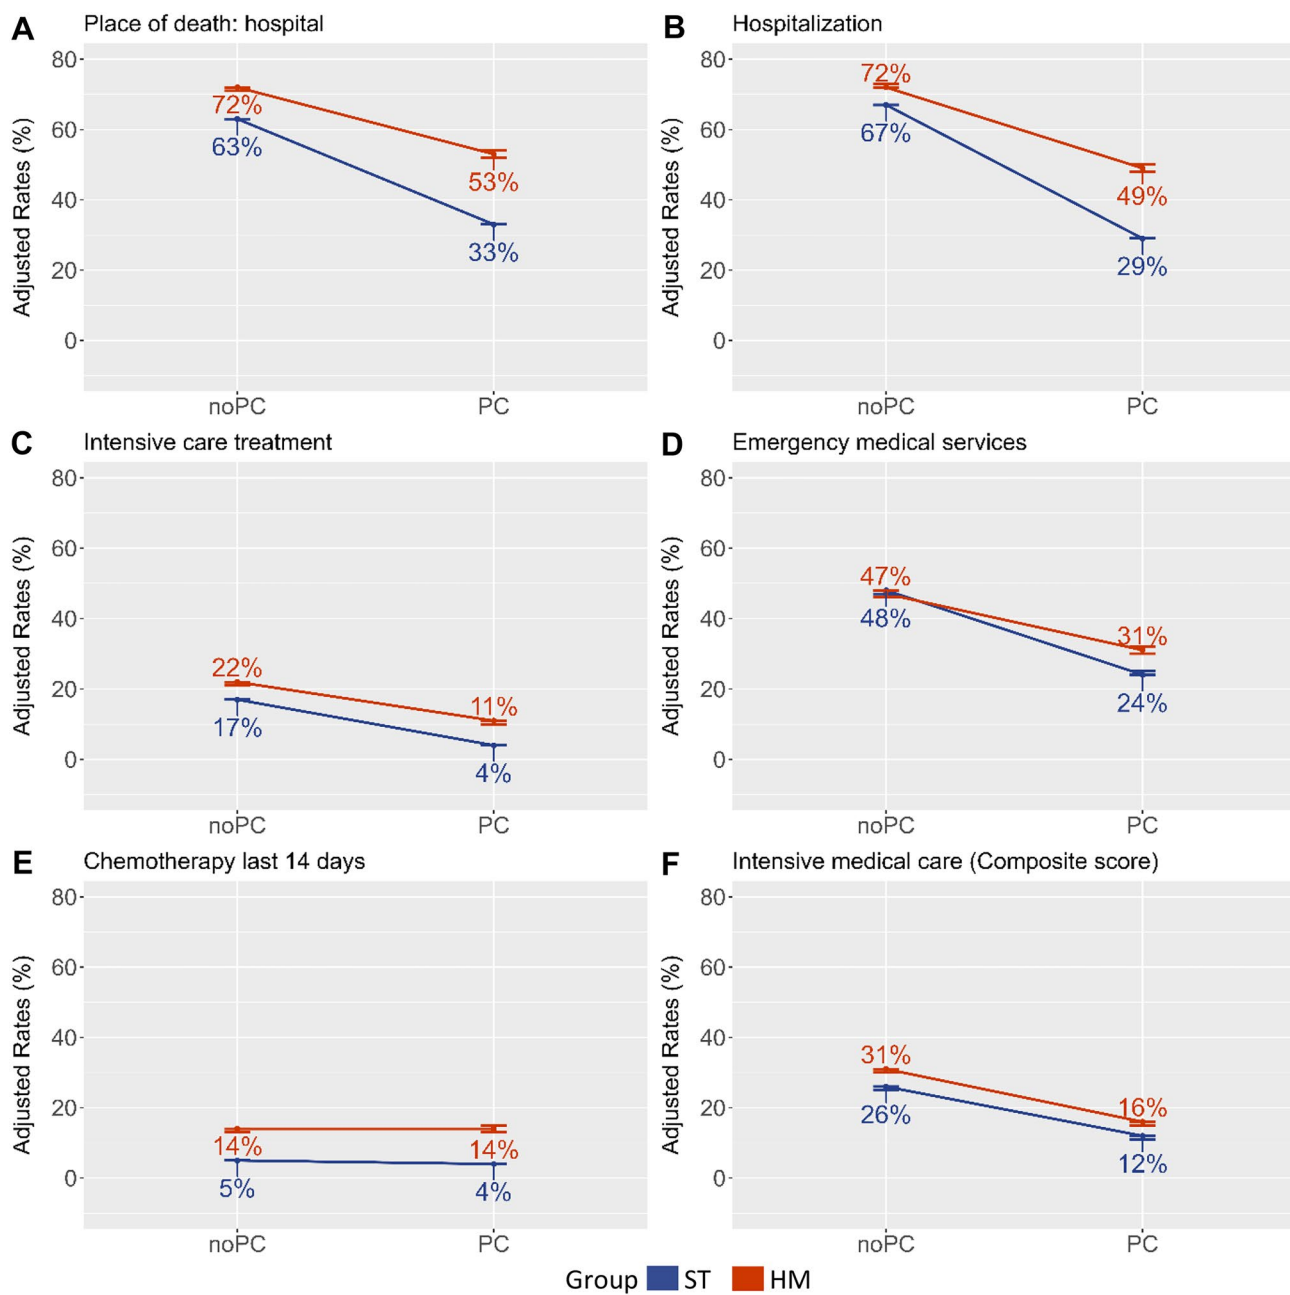 A Place of death: hospital
Adjusted Rates (%)
80
60
40
20
0
72%
63%
53%
33%
noPC PC
B Hospitalization
Adjusted Rates (%)
80
60
40
20
0
72%
67%
49%
29%
noPC PC
C Intensive care treatment
Adjusted Rates (%)
80
60
40
20
0
22%
17%
11%
4%
noPC PC
D Emergency medical services
Adjusted Rates (%)
80
60
40
20
0
47%
48%
31%
24%
noPC PC
E Chemotherapy last 14 days
Adjusted Rates (%)
80
60
40
20
0
14%
5%
14%
4%
noPC PC
F Intensive medical care (Composite score)
Adjusted Rates (%)
80
60
40
20
0
31%
26%
16%
12%
noPC PC
Group ST HM